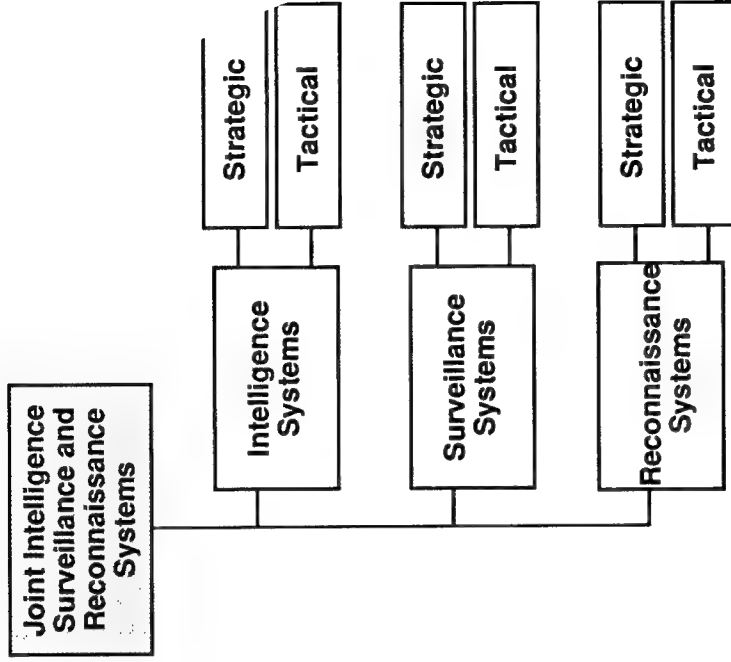 Joint Intelligence
Surveillance and
Reconnaissance
Systems
Intelligence
Systems
Strategic
Tactical
Surveillance
Systems
Strategic
Tactical
Reconnaissance
Systems
Strategic
Tactical